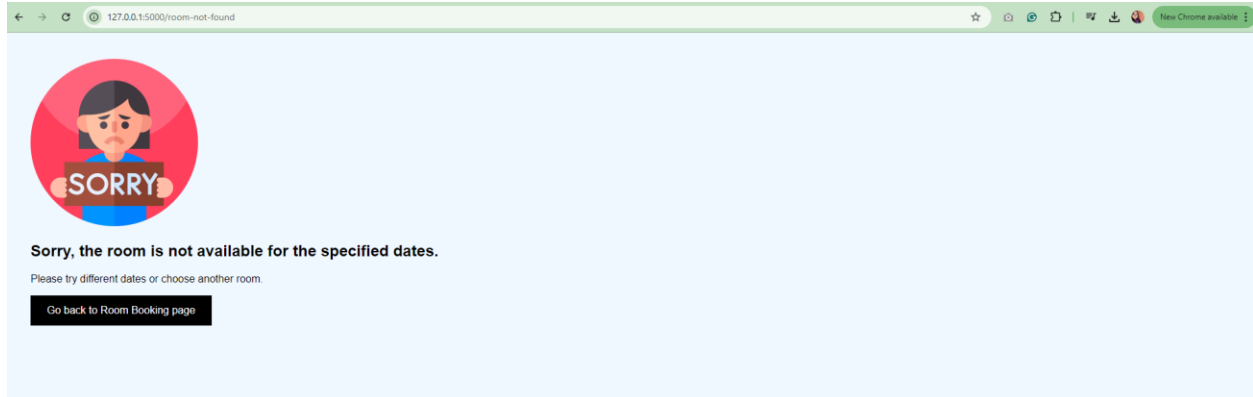 127.0.0.1:5000/room-not-found
New Chrome available
SORRY
Sorry, the room is not available for the specified dates.
Please try different dates or choose another room.
Go back to Room Booking page